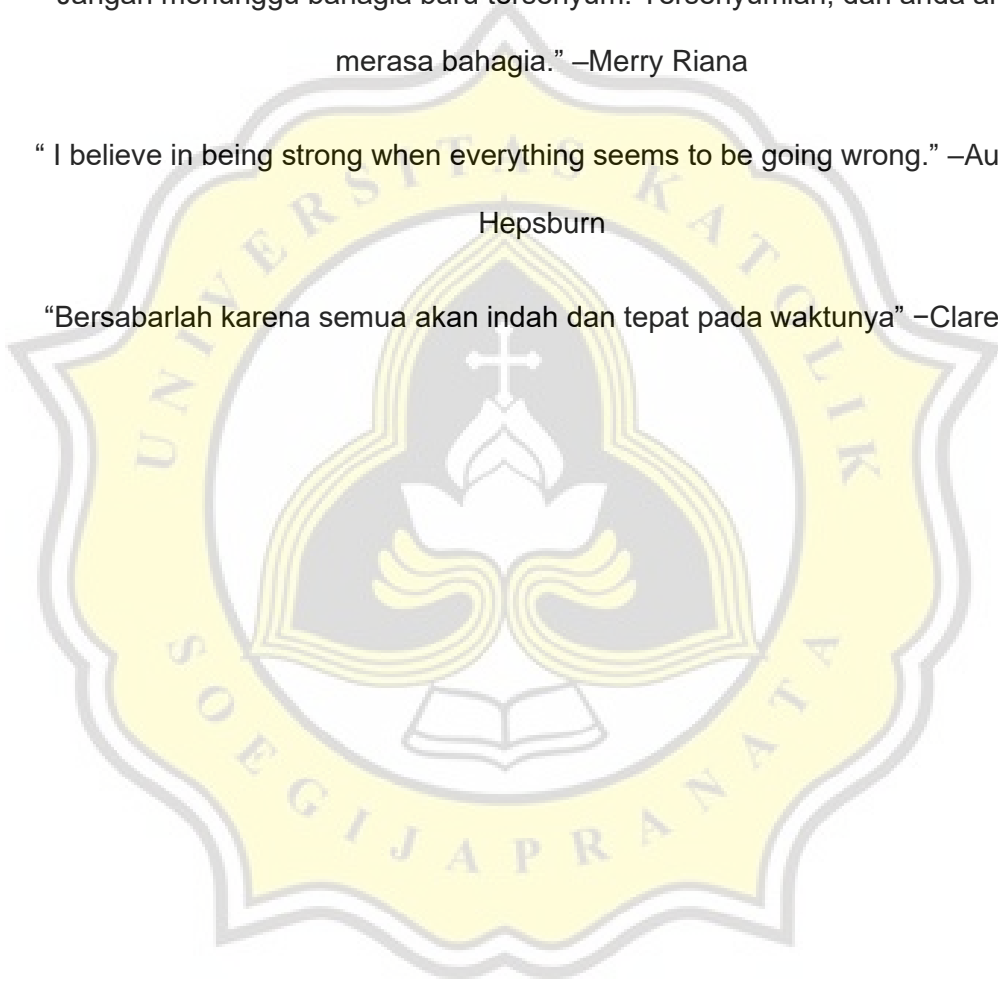 Jangan menunggu bahagia baru tersenyum. Tersenyumlah, dan anda
merasa bahagia.” –Merry Riana
“ I believe in being strong when everything seems to be going wrong.” –Au
Hepsburn
“Bersabarlah karena semua akan indah dan tepat pada waktunya” −Clare
UNIVERSITAS KATOLIK
SOEGIJAPRANATA